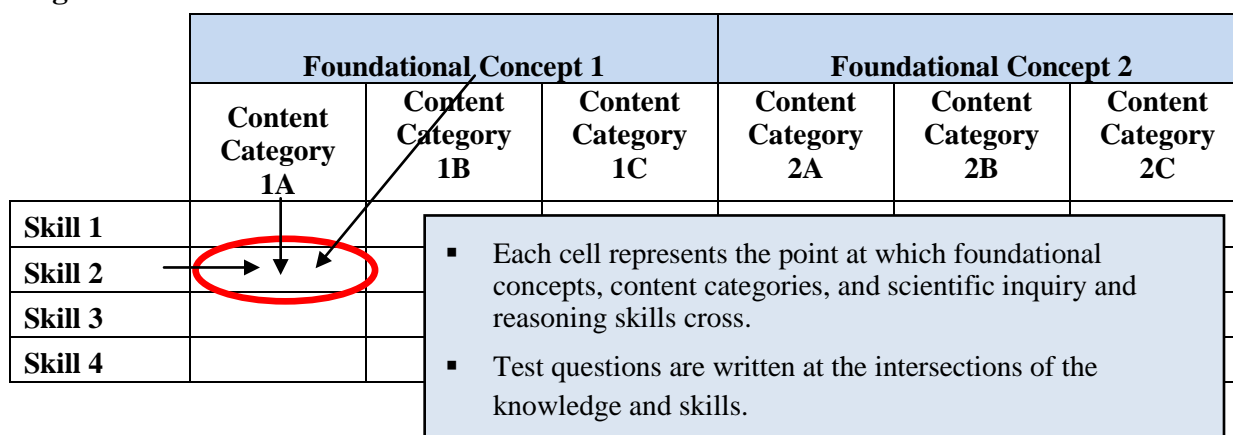 Foundational Concept 1 Foundational Concept 2
Content Category 1A
Content Category 1B
Content Category 1C
Content Category 2A
Content Category 2B
Content Category 2C
Skill 1
Skill 2
Skill 3
Skill 4
▪ Each cell represents the point at which foundational
concepts, content categories, and scientific inquiry and
reasoning skills cross.
▪ Test questions are written at the intersections of the
knowledge and skills.